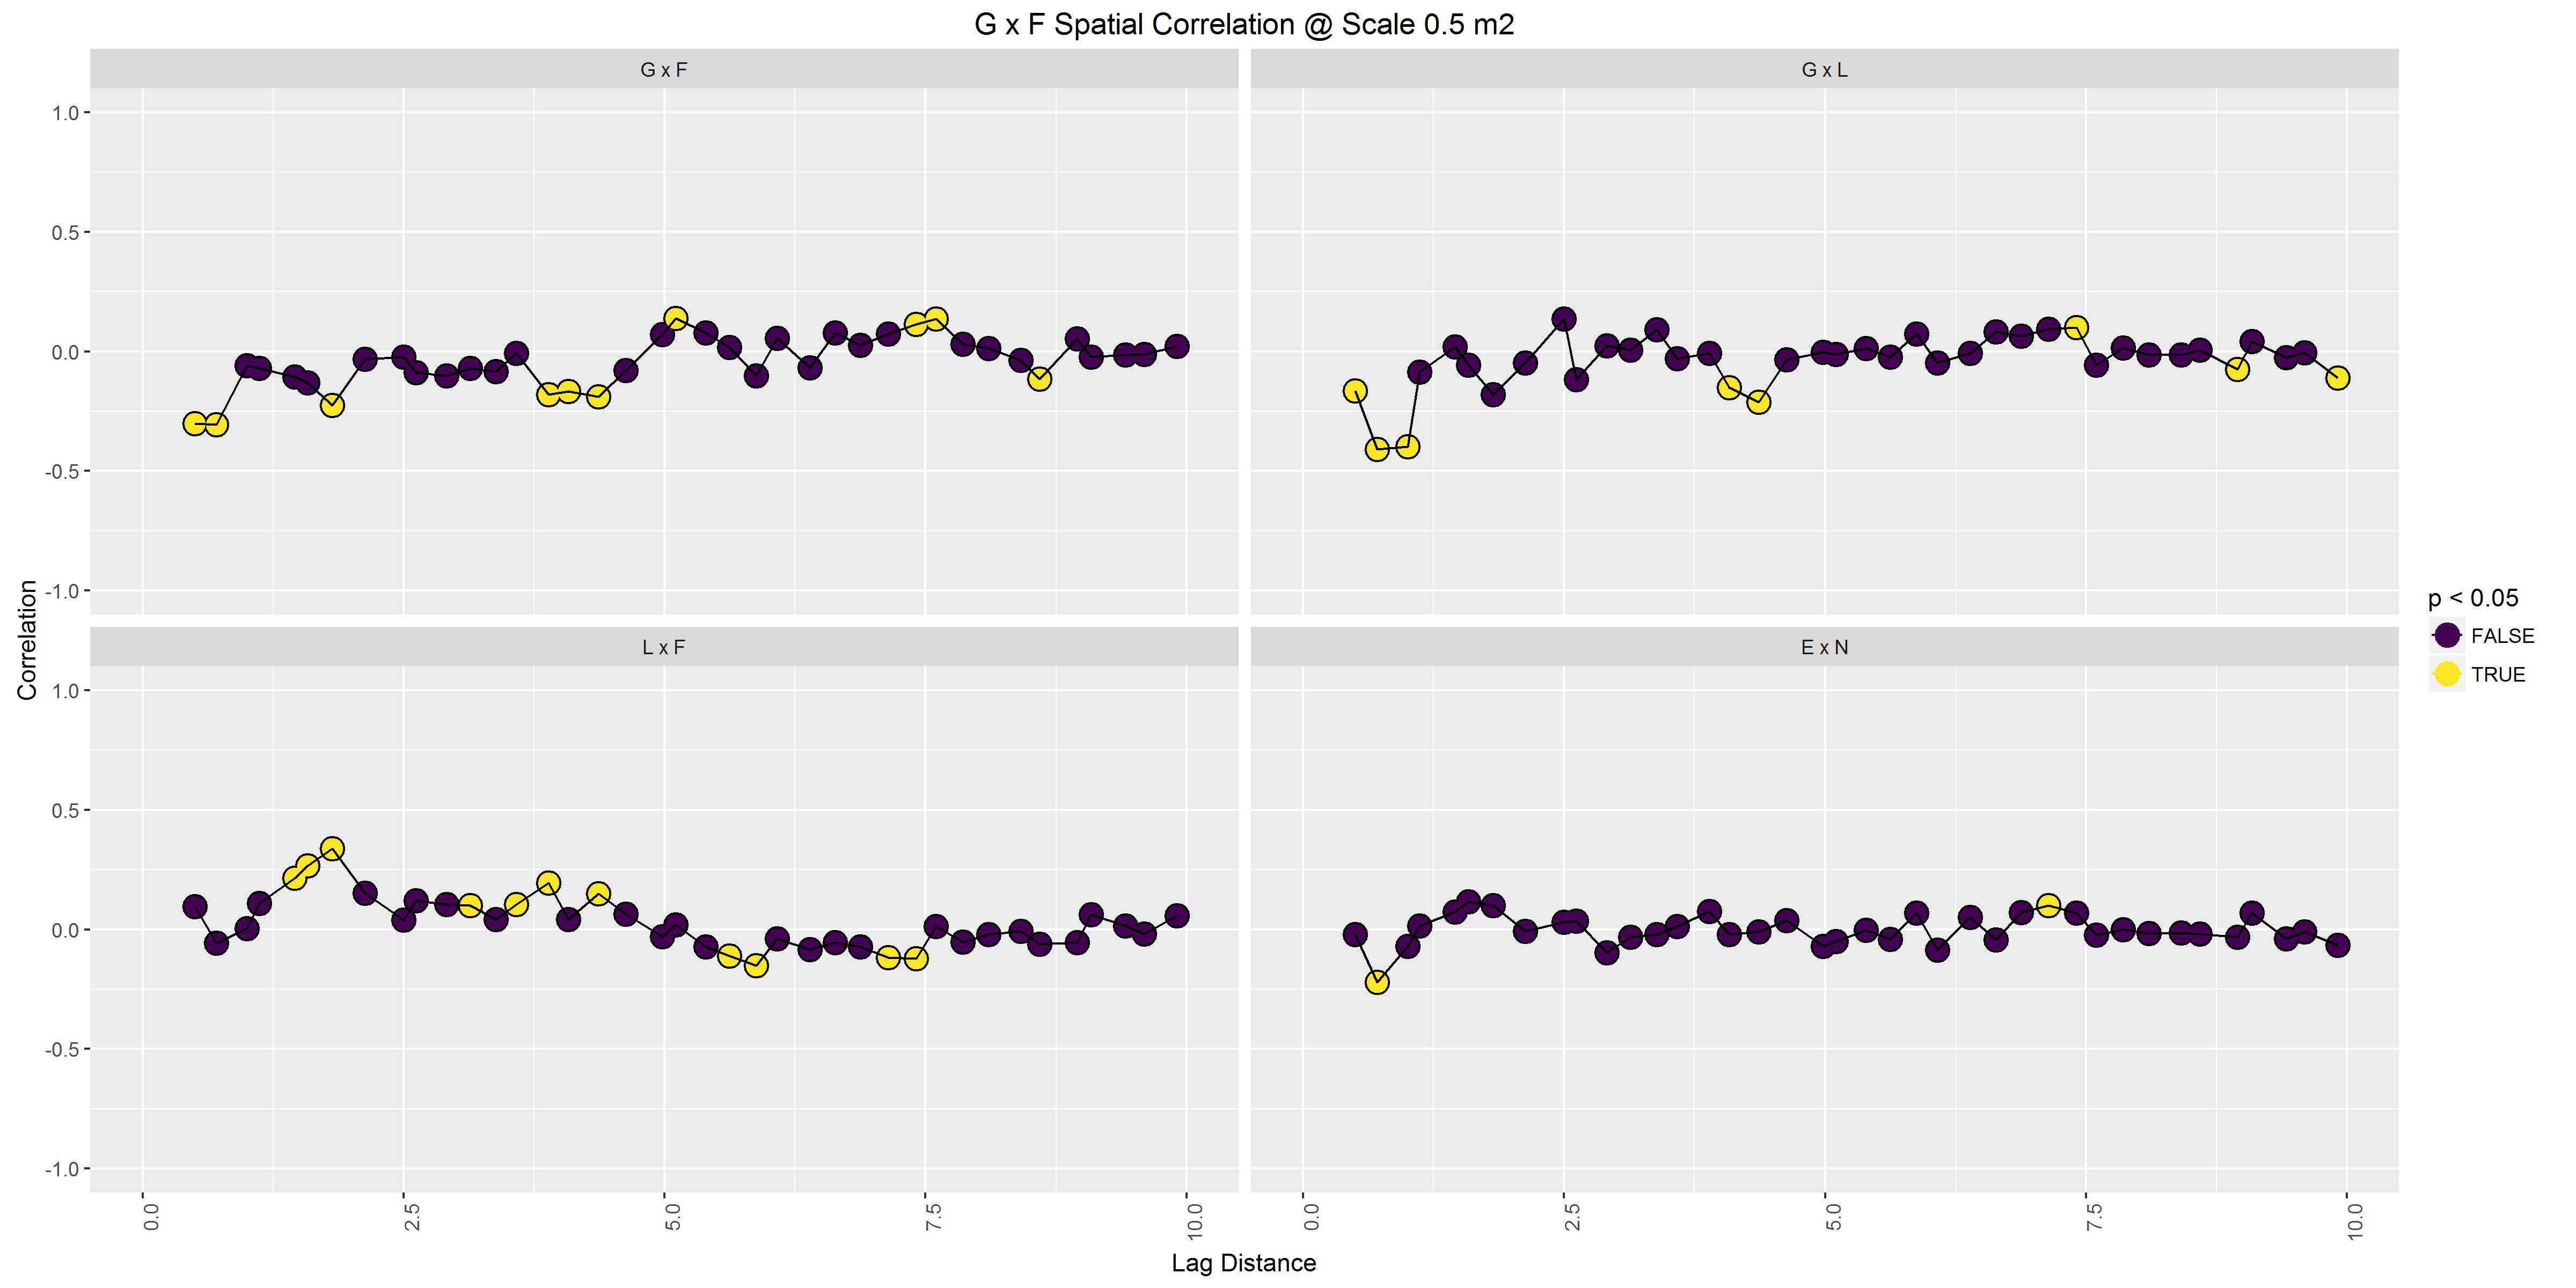 G x F Spatial Correlation @ Scale 0.5 m2
G x F
G x L
1.0
0.5
0.0
-0.5
-1.0
L x F
E x N
1.0
0.5
0.0
-0.5
-1.0
0.0
2.5
5.0
7.5
10.0
0.0
2.5
5.0
7.5
10.0
Correlation
Lag Distance
p < 0.05
FALSE
TRUE